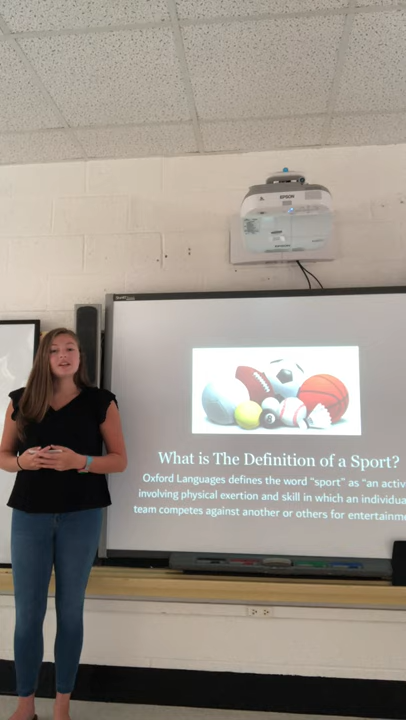 EPSON
What is The Definition of a Sport?
Oxford Languages defines the word "sport" as "an activ
involving physical exertion and skill in which an individua
team competes against another or others for entertainme